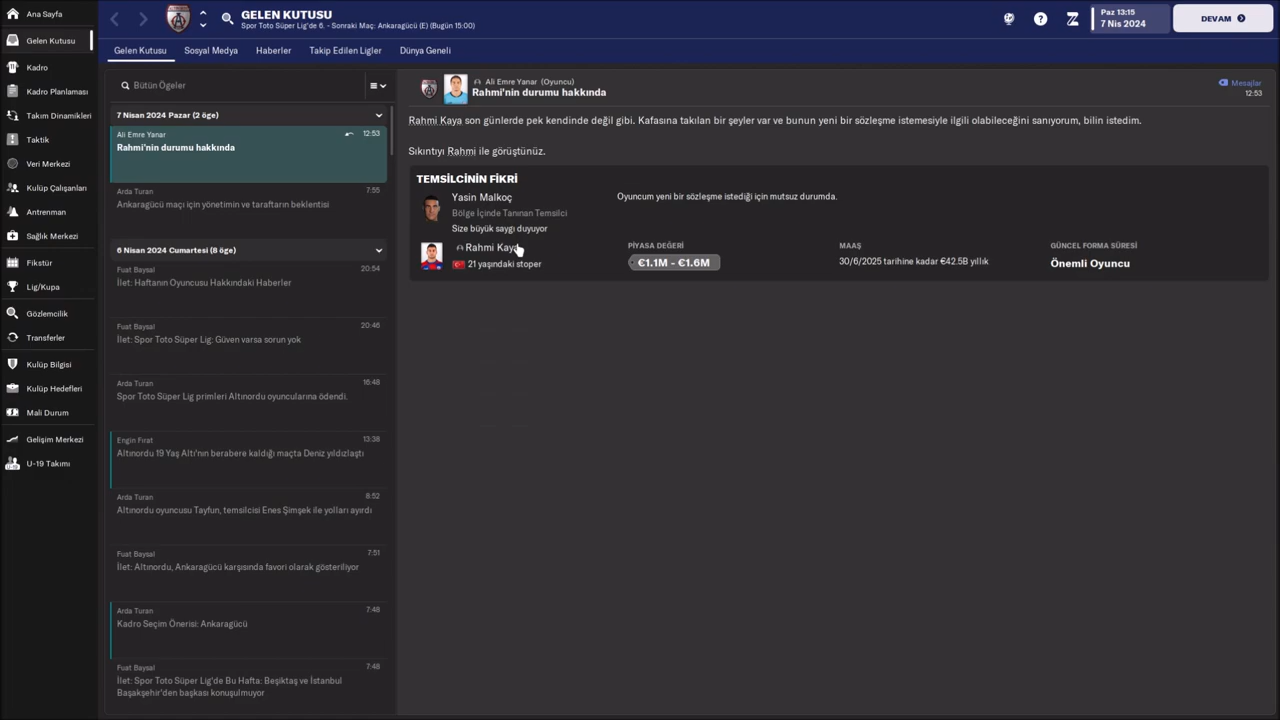 Ana Sayfa
Gelen Kutusu
Kadro
Kadro Planlaması
Takım Dinamikleri
Taktik
Veri Merkezi
Kulüp Çalışanları
Antrenman
Sağlık Merkezi
Fikstür
Lig/Kupa
Gözlemcilik
Transferler
Kulüp Bilgisi
Kulüp Hedefleri
Mali Durum
Gelişim Merkezi
U-19 Takımı
GELEN KUTUSU
Spor Toto Süper Lig'de 6. - Sonraki Maç: Ankaragücü (E) (Bugün 15:00)
Paz 13:15
7 Nis 2024
DEVAM
Gelen Kutusu
Sosyal Medya
Haberler
Takip Edilen Ligler
Dünya Geneli
Bütün Ögeler
7 Nisan 2024 Pazar (2 öge)
Ali Emre Yanar 12:53
Rahmi'nin durumu hakkında
Arda Turan 7:55
Ankaragücü maçı için yönetimin ve taraftarın beklentisi
6 Nisan 2024 Cumartesi (8 öge)
Fuat Baysal 20:54
İlet: Haftanın Oyuncusu Hakkındaki Haberler
Fuat Baysal 20:46
İlet: Spor Toto Süper Lig: Güven varsa sorun yok
Arda Turan 16:48
Spor Toto Süper Lig primleri Altınordu oyuncularına ödendi.
Engin Fırat 13:38
Altınordu 19 Yaş Altı'nın berabere kaldığı maçta Deniz yıldızlaştı
Arda Turan 8:52
Altınordu oyuncusu Tayfun, temsilcisi Enes Şimşek ile yolları ayırdı
Fuat Baysal 7:51
İlet: Altınordu, Ankaragücü karşısında favori olarak gösteriliyor
Arda Turan 7:48
Kadro Seçim Önerisi: Ankaragücü
Fuat Baysal 7:48
İlet: Spor Toto Süper Lig'de Bu Hafta: Beşiktaş ve İstanbul
Başakşehir'den başkası konuşulmuyor
Ali Emre Yanar (Oyuncu)
Rahmi'nin durumu hakkında
Mesajlar
12:53
Rahmi Kaya son günlerde pek kendinde değil gibi. Kafasına takılan bir şeyler var ve bunun yeni bir sözleşme istemesiyle ilgili olabileceğini sanıyorum, bilin istedim.
Sıkıntıyı Rahmi ile görüştünüz.
TEMSİLCİNİN FİKRİ
Yasin Malkoç
Bölge İçinde Tanınan Temsilci
Size büyük saygı duyuyor
Oyuncum yeni bir sözleşme istediği için mutsuz durumda.
Rahmi Kaya
21 yaşındaki stoper
PİYASA DEĞERİ
€1.1M - €1.6M
MAAŞ
30/6/2025 tarihine kadar €42.5B yıllık
GÜNCEL FORMA SÜRESİ
Önemli Oyuncu